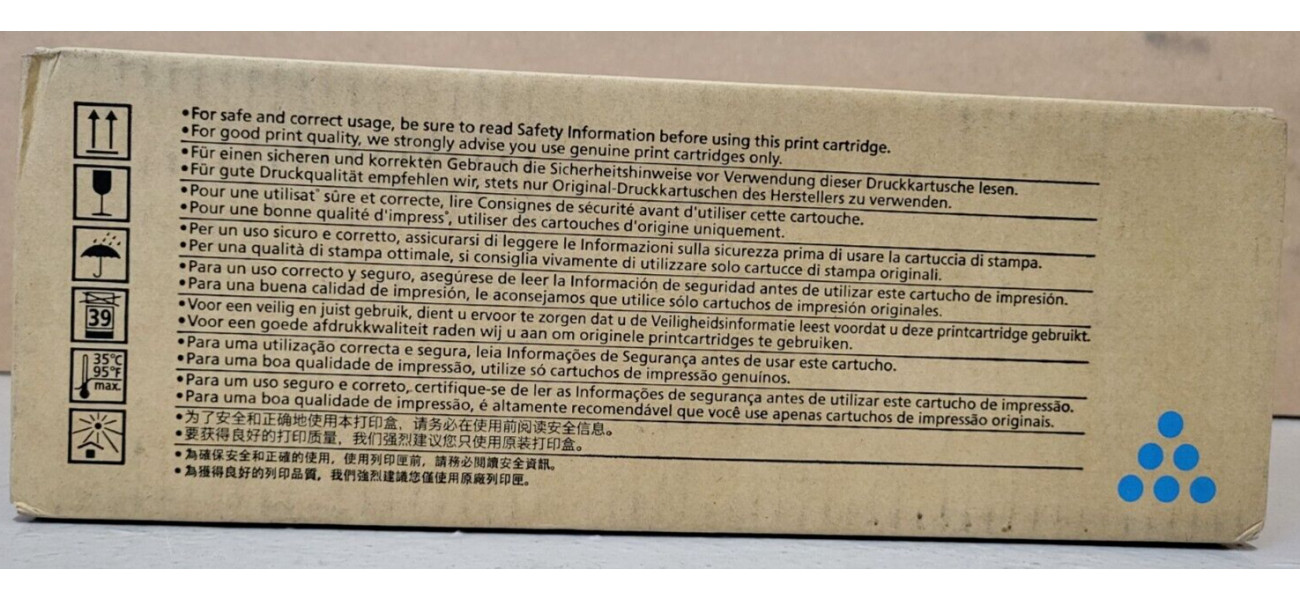 •For safe and correct usage, be sure to read Safety Information before using this print cartridge.
•For good print quality, we strongly advise you use genuine print cartridges only.
•Für einen sicheren und korrekten Gebrauch die Sicherheitshinweise vor Verwendung dieser Druckkartusche lesen.
•Für gute Druckqualität empfehlen wir, stets nur Original-Druckkartuschen des Herstellers zu verwenden.
•Pour une utilisat° sûre et correcte, lire Consignes de sécurité avant d'utiliser cette cartouche.
•Pour une bonne qualité d'impress°, utiliser des cartouches d'origine uniquement.
•Per un uso sicuro e corretto, assicurarsi di leggere le Informazioni sulla sicurezza prima di usare la cartuccia di stampa.
•Per una qualità di stampa ottimale, si consiglia vivamente di utilizzare solo cartucce di stampa originali.
•Para un uso correcto y seguro, asegúrese de leer la Información de seguridad antes de utilizar este cartucho de impresión.
•Para una buena calidad de impresión, le aconsejamos que utilice sólo cartuchos de impresión originales.
•Voor een veilig en juist gebruik, dient u ervoor te zorgen dat u de Veiligheidsinformatie leest voordat u deze printcartridge gebruikt.
•Voor een goede afdrukkwaliteit raden wij u aan om originele printcartridges te gebruiken.
•Para uma utilização correcta e segura, leia Informações de Segurança antes de usar este cartucho.
•Para uma boa qualidade de impressão, utilize só cartuchos de impressão genuínos.
•Para um uso seguro e correto, certifique-se de ler as Informações de segurança antes de utilizar este cartucho de impressão.
•Para uma boa qualidade de impressão, é altamente recomendável que você use apenas cartuchos de impressão originais.
•为了安全和正确地使用本打印盒，请务必在使用前阅读安全信息。
•要获得良好的打印质量，我们强烈建议您只使用原装打印盒。
•為確保安全和正確的使用，使用列印匣前，請務必閱讀安全資訊。
•為獲得良好的列印品質，我們強烈建議您僅使用原廠列印匣。
39
35°C
95°F
max.